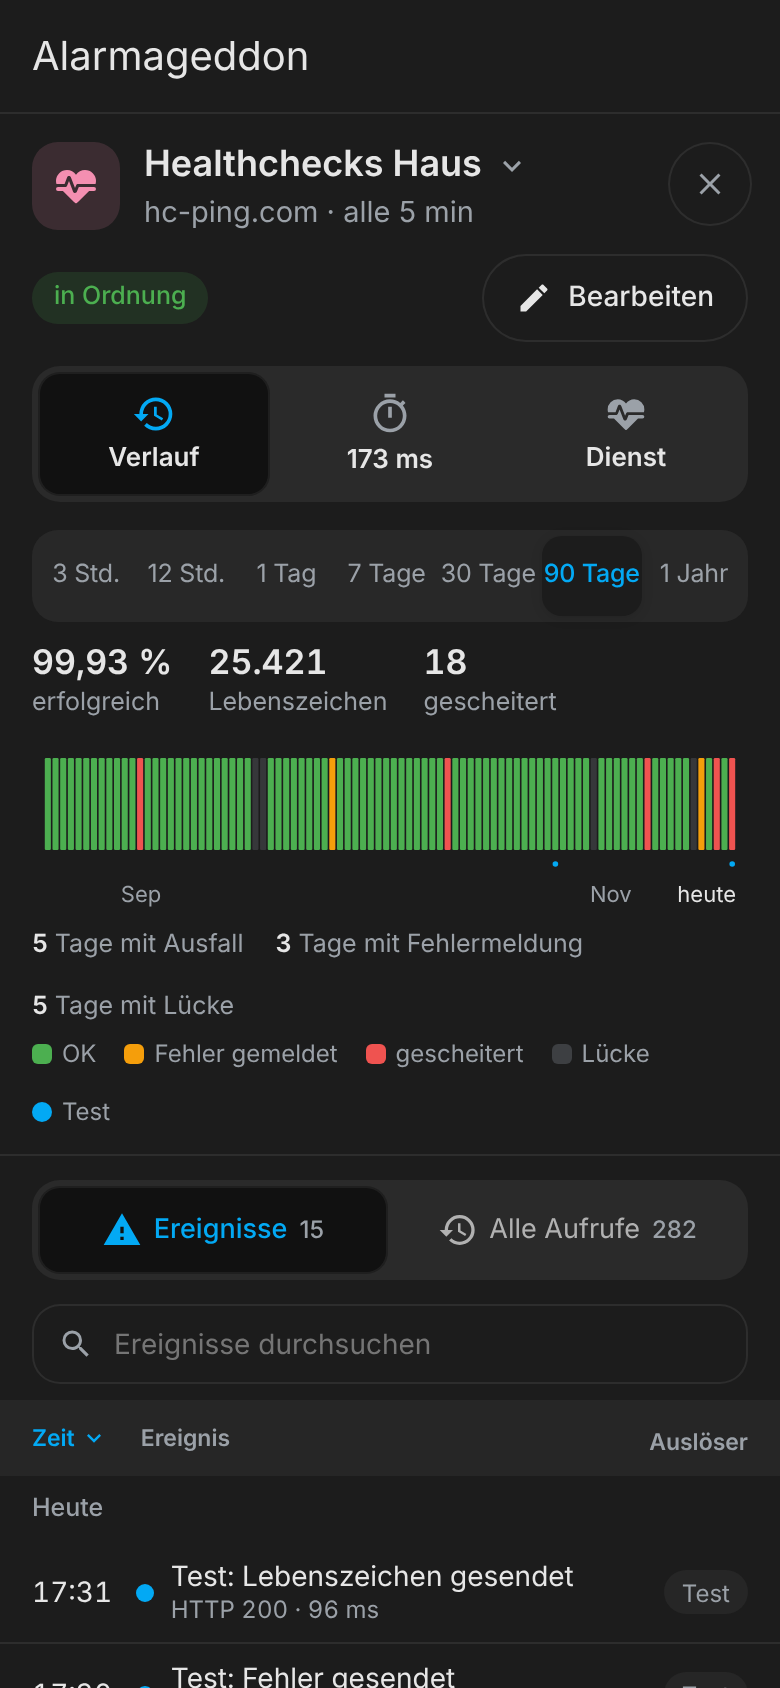 Alarmageddon
Healthchecks Haus
hc-ping.com · alle 5 min
in Ordnung
Bearbeiten
Verlauf
173 ms
Dienst
3 Std. 12 Std. 1 Tag 7 Tage 30 Tage 90 Tage 1 Jahr
99,93 % 25.421 18
erfolgreich Lebenszeichen gescheitert
Sep Nov heute
5 Tage mit Ausfall 3 Tage mit Fehlermeldung
5 Tage mit Lücke
OK Fehler gemeldet gescheitert Lücke
Test
Ereignisse 15 Alle Aufrufe 282
Ereignisse durchsuchen
Zeit Ereignis Auslöser
Heute
17:31 Test: Lebenszeichen gesendet Test
HTTP 200 · 96 ms
Test: Fehler gesendet